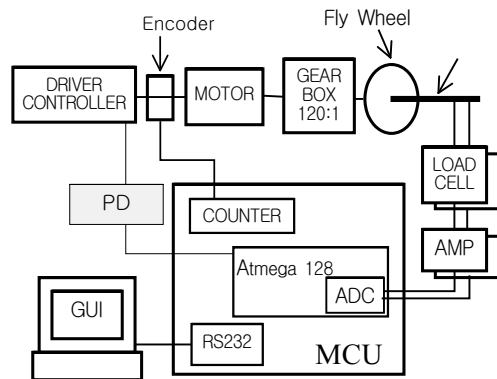 Fly Wheel
Encoder
DRIVER
CONTROLLER
MOTOR
GEAR
BOX
120:1
LOAD
CELL
PD
COUNTER
AMP
Atmega 128
ADC
GUI
RS232
MCU